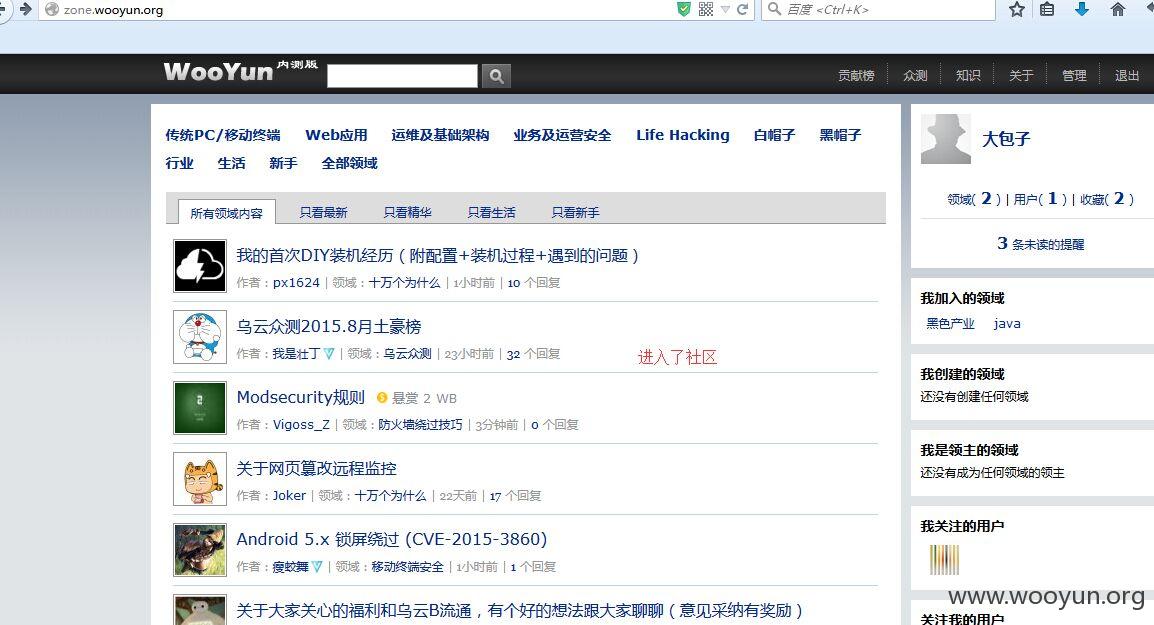 zone.wooyun.org
百度 <Ctrl+K>
WooYun 内测版
贡献榜 众测 知识 关于 管理 退出
传统PC/移动终端 Web应用 运维及基础架构 业务及运营安全 Life Hacking 白帽子 黑帽子
行业 生活 新手 全部领域
所有领域内容 只看最新 只看精华 只看生活 只看新手
我的首次DIY装机经历（附配置+装机过程+遇到的问题）
作者：px1624 | 领域：十万个为什么 | 1小时前 | 10 个回复
乌云众测2015.8月土豪榜
作者：我是壮丁 | 领域：乌云众测 | 23小时前 | 32 个回复
进入了社区
Modsecurity规则 悬赏 2 WB
作者：Vigoss_Z | 领域：防火墙绕过技巧 | 3分钟前 | 0 个回复
关于网页篡改远程监控
作者：Joker | 领域：十万个为什么 | 22天前 | 17 个回复
Android 5.x 锁屏绕过 (CVE-2015-3860)
作者：瘦蛟舞 | 领域：移动终端安全 | 1小时前 | 1 个回复
关于大家关心的福利和乌云B流通，有个好的想法跟大家聊聊（意见采纳有奖励）
大包子
领域( 2 ) | 用户( 1 ) | 收藏( 2 )
3 条未读的提醒
我加入的领域
黑色产业 java
我创建的领域
还没有创建任何领域
我是领主的领域
还没有成为任何领域的领主
我关注的用户
www.wooyun.org
关注我的用户